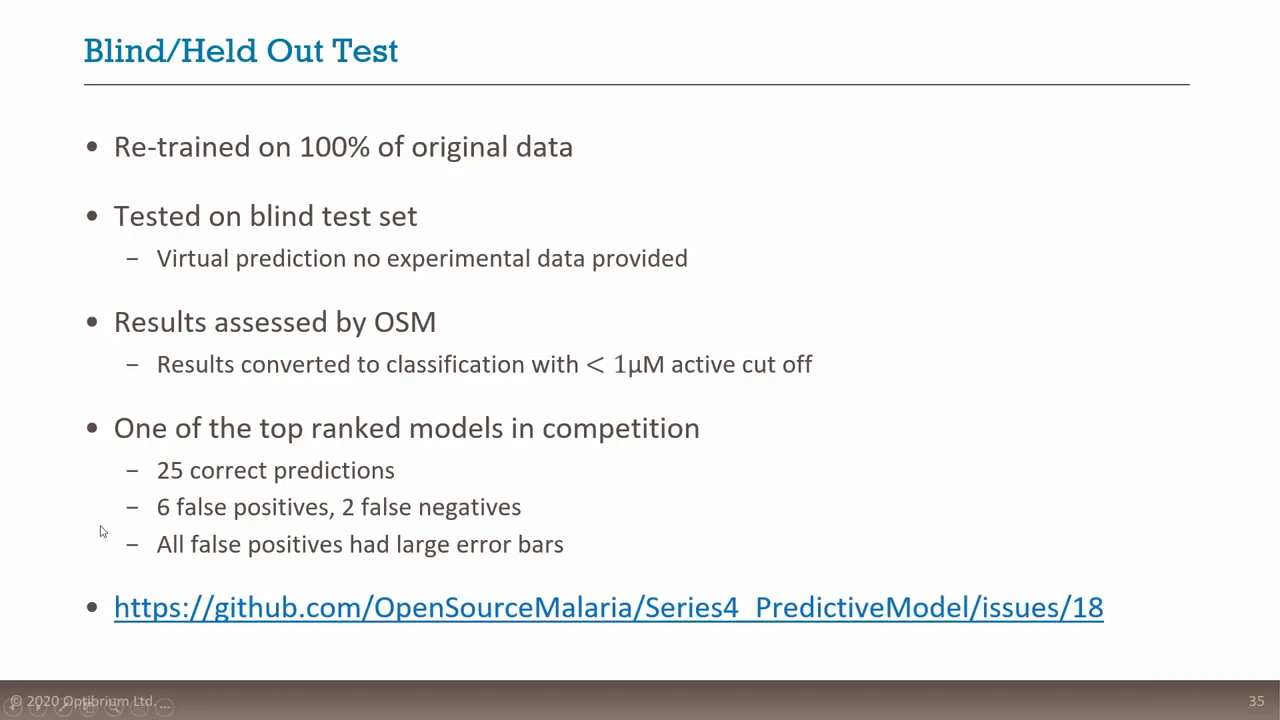 Blind/Held Out Test
• Re-trained on 100% of original data
• Tested on blind test set
− Virtual prediction no experimental data provided
• Results assessed by OSM
− Results converted to classification with < 1µM active cut off
• One of the top ranked models in competition
− 25 correct predictions
− 6 false positives, 2 false negatives
− All false positives had large error bars
• https://github.com/OpenSourceMalaria/Series4_PredictiveModel/issues/18
© 2020 Optibrium Ltd.
35